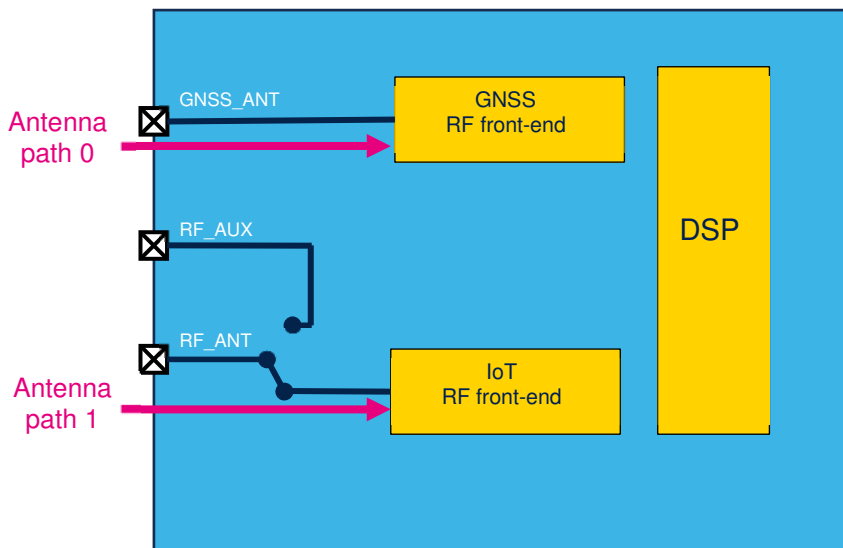 GNSS_ANT
GNSS
RF front-end
Antenna
path 0
RF_AUX
DSP
RF_ANT
IoT
RF front-end
Antenna
path 1